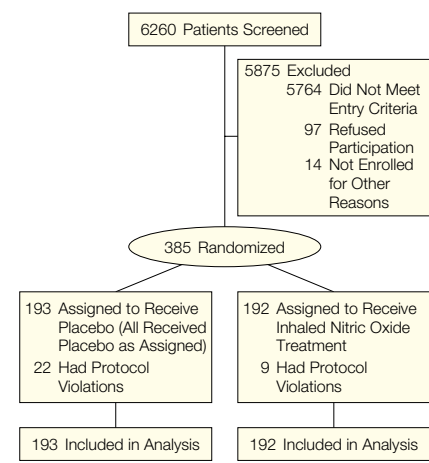 6260 Patients Screened
5875 Excluded
5764 Did Not Meet
Entry Criteria
97 Refused
Participation
14 Not Enrolled
for Other
Reasons
385 Randomized
193 Assigned to Receive
Placebo (All Received
Placebo as Assigned)
22 Had Protocol
Violations
192 Assigned to Receive
Inhaled Nitric Oxide
Treatment
9 Had Protocol
Violations
193 Included in Analysis
192 Included in Analysis